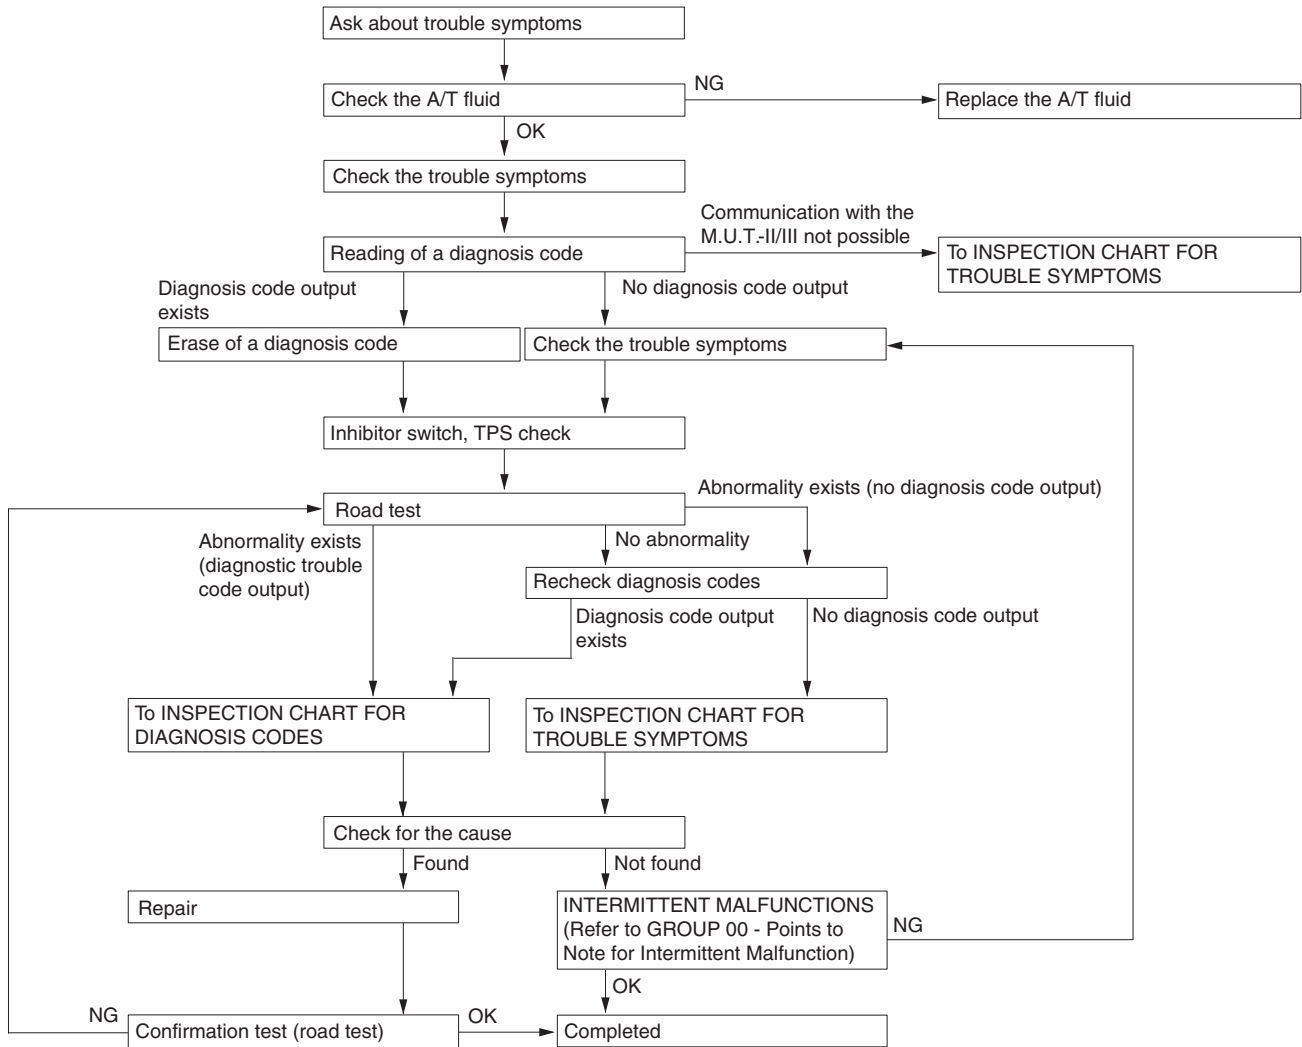 Ask about trouble symptoms
NG
Check the A/T fluid
Replace the A/T fluid
OK
Check the trouble symptoms
Communication with the
M.U.T.-II/III not possible
Reading of a diagnosis code
To INSPECTION CHART FOR
TROUBLE SYMPTOMS
Diagnosis code output
exists
No diagnosis code output
Erase of a diagnosis code
Check the trouble symptoms
Inhibitor switch, TPS check
Abnormality exists (no diagnosis code output)
Road test
Abnormality exists
(diagnostic trouble
code output)
No abnormality
Recheck diagnosis codes
Diagnosis code output
exists
No diagnosis code output
To INSPECTION CHART FOR
DIAGNOSIS CODES
To INSPECTION CHART FOR
TROUBLE SYMPTOMS
Check for the cause
Found
Not found
Repair
INTERMITTENT MALFUNCTIONS
(Refer to GROUP 00 - Points to
Note for Intermittent Malfunction)
NG
OK
NG
Confirmation test (road test)
OK
Completed